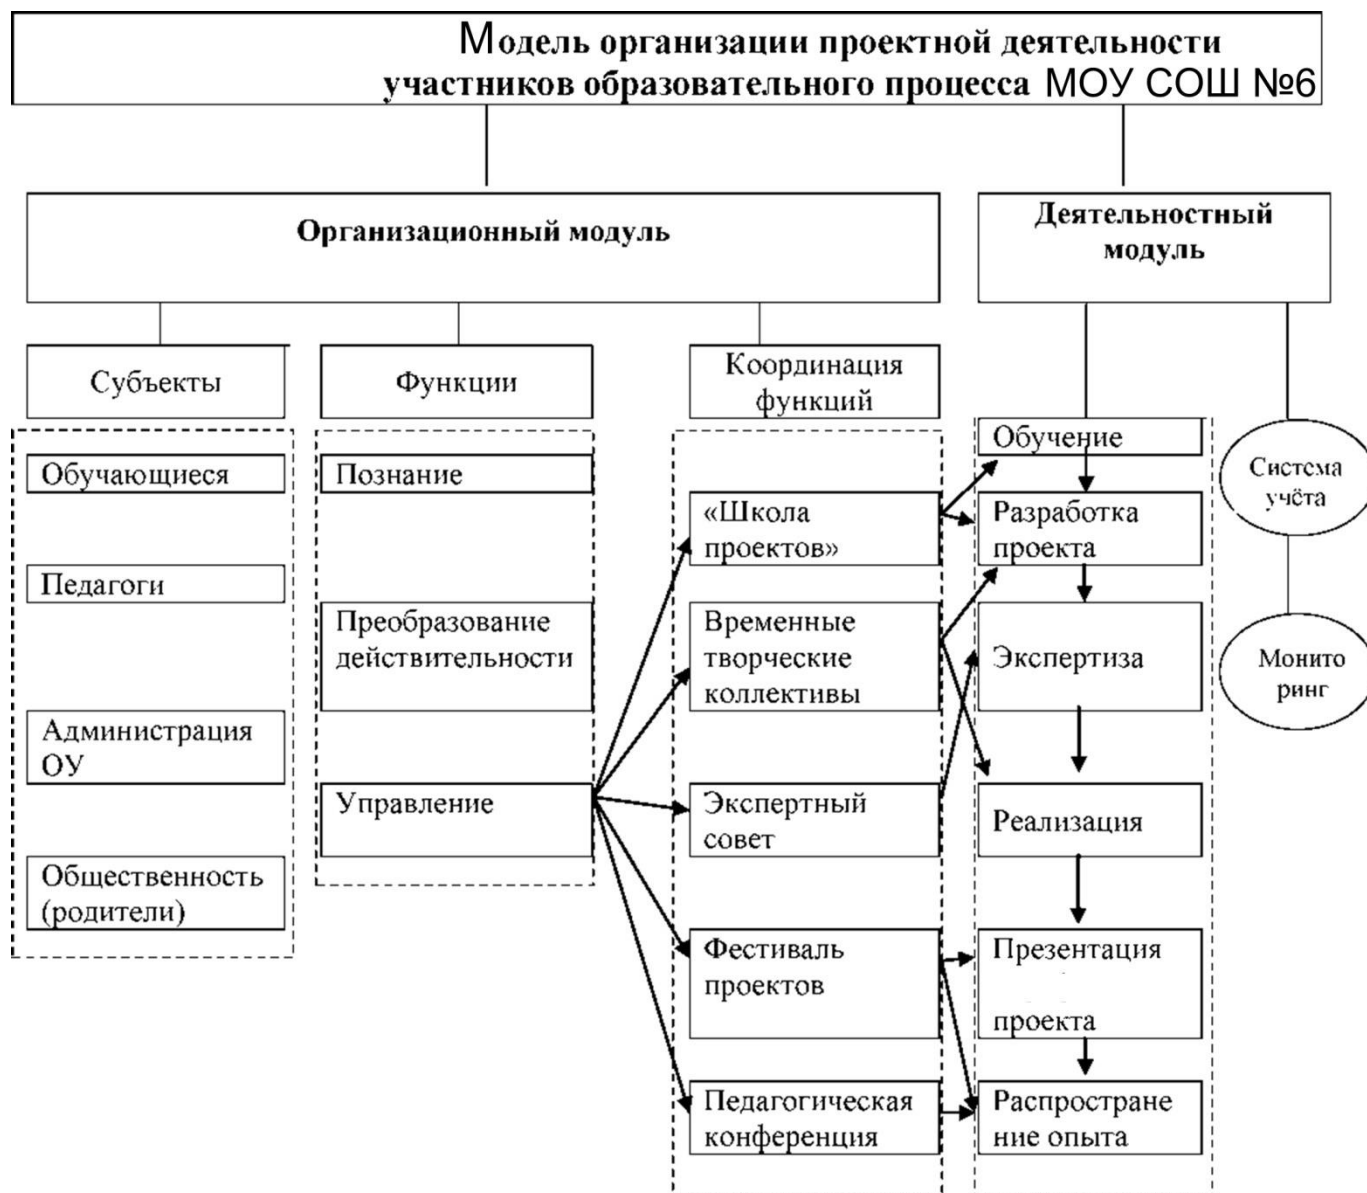 Модель организации проектной деятельности
участников образовательного процесса МОУ СОШ №6
Организационный модуль
Деятельностный
модуль
Субъекты
Функции
Координация
функций
Обучающиеся
Педагоги
Администрация
ОУ
Общественность
(родители)
Познание
Преобразование
действительности
Управление
«Школа
проектов»
Временные
творческие
коллективы
Экспертный
совет
Фестиваль
проектов
Педагогическая
конференция
Обучение
Разработка
проекта
Экспертиза
Реализация
Презентация
проекта
Распростране
ние опыта
Система
учёта
Монито
ринг